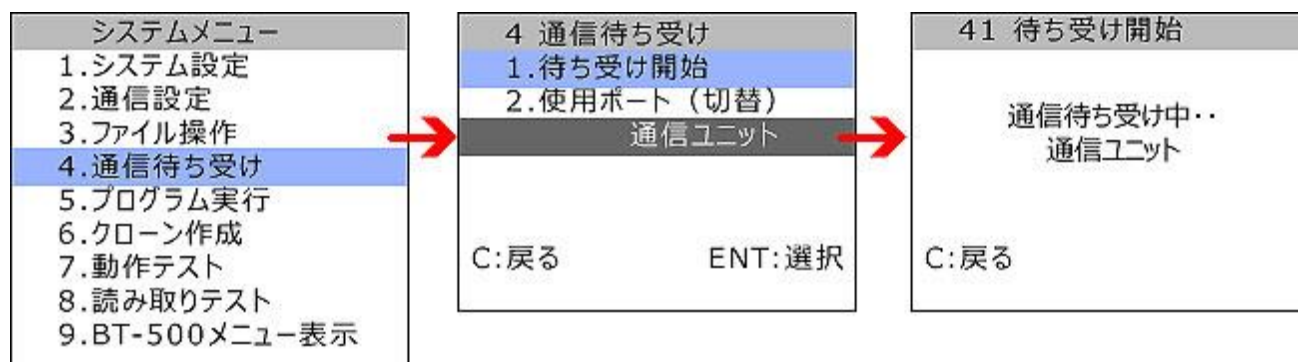 システムメニュー
1.システム設定
2.通信設定
3.ファイル操作
4.通信待ち受け
5.プログラム実行
6.クローン作成
7.動作テスト
8.読み取りテスト
9.BT-500メニュー表示
4 通信待ち受け
1.待ち受け開始
2.使用ポート（切替）
通信ユニット
C:戻る ENT:選択
41 待ち受け開始
通信待ち受け中‥
通信ユニット
C:戻る